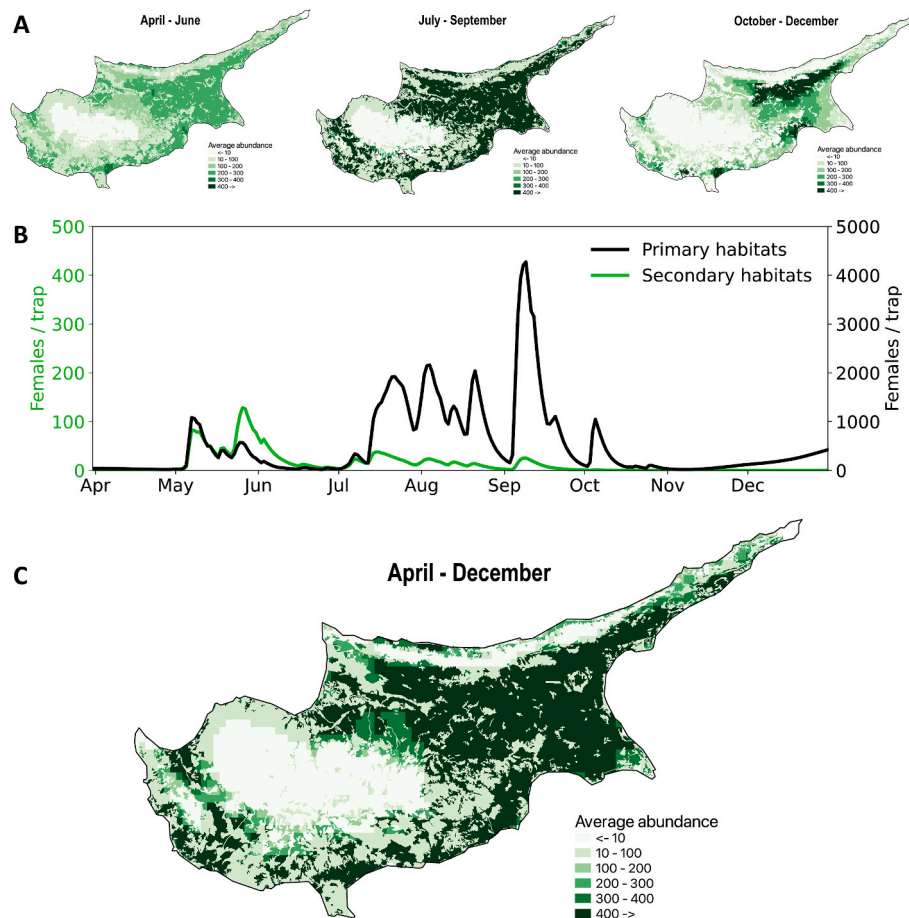 A
April - June
July - September
October - December
Average abundance
<- 10
10 - 100
100 - 200
200 - 300
300 - 400
400 ->
Average abundance
<- 10
10 - 100
100 - 200
200 - 300
300 - 400
400 ->
Average abundance
<- 10
10 - 100
100 - 200
200 - 300
300 - 400
400 ->
B
500
400
300
200
100
0
Females / trap
Primary habitats
Secondary habitats
5000
4000
3000
2000
1000
0
Females / trap
Apr May Jun Jul Aug Sep Oct Nov Dec
C
April - December
Average abundance
<- 10
10 - 100
100 - 200
200 - 300
300 - 400
400 ->